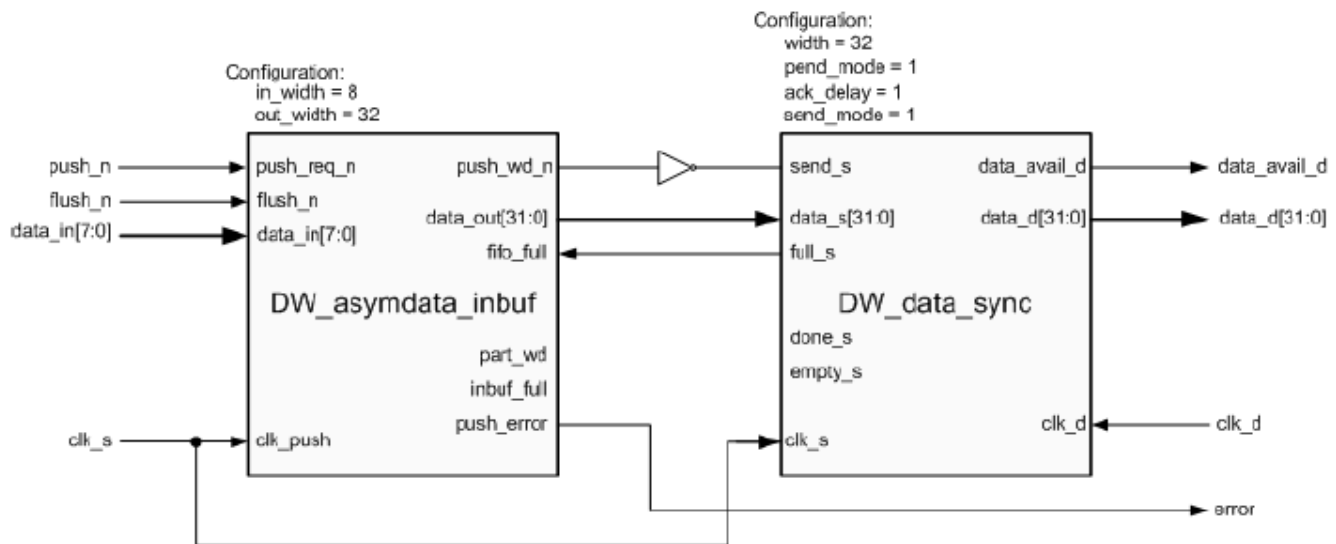 Configuration:
width = 32
pend_mode = 1
ack_delay = 1
send_mode = 1
Configuration:
in_width = 8
out_width = 32
push_n
push_req_n
push_wd_n
send_s
data_avail_d
data_avail_d
flush_n
flush_n
data_in[7:0]
data_in[7:0]
data_out[31:0]
data_s[31:0]
data_d[31:0]
data_d[31:0]
fifo_full
full_s
DW_asymdata_inbuf
DW_data_sync
part_wd
done_s
inbuf_full
empty_s
push_error
clk_d
clk_d
clk_s
clk_push
clk_s
error